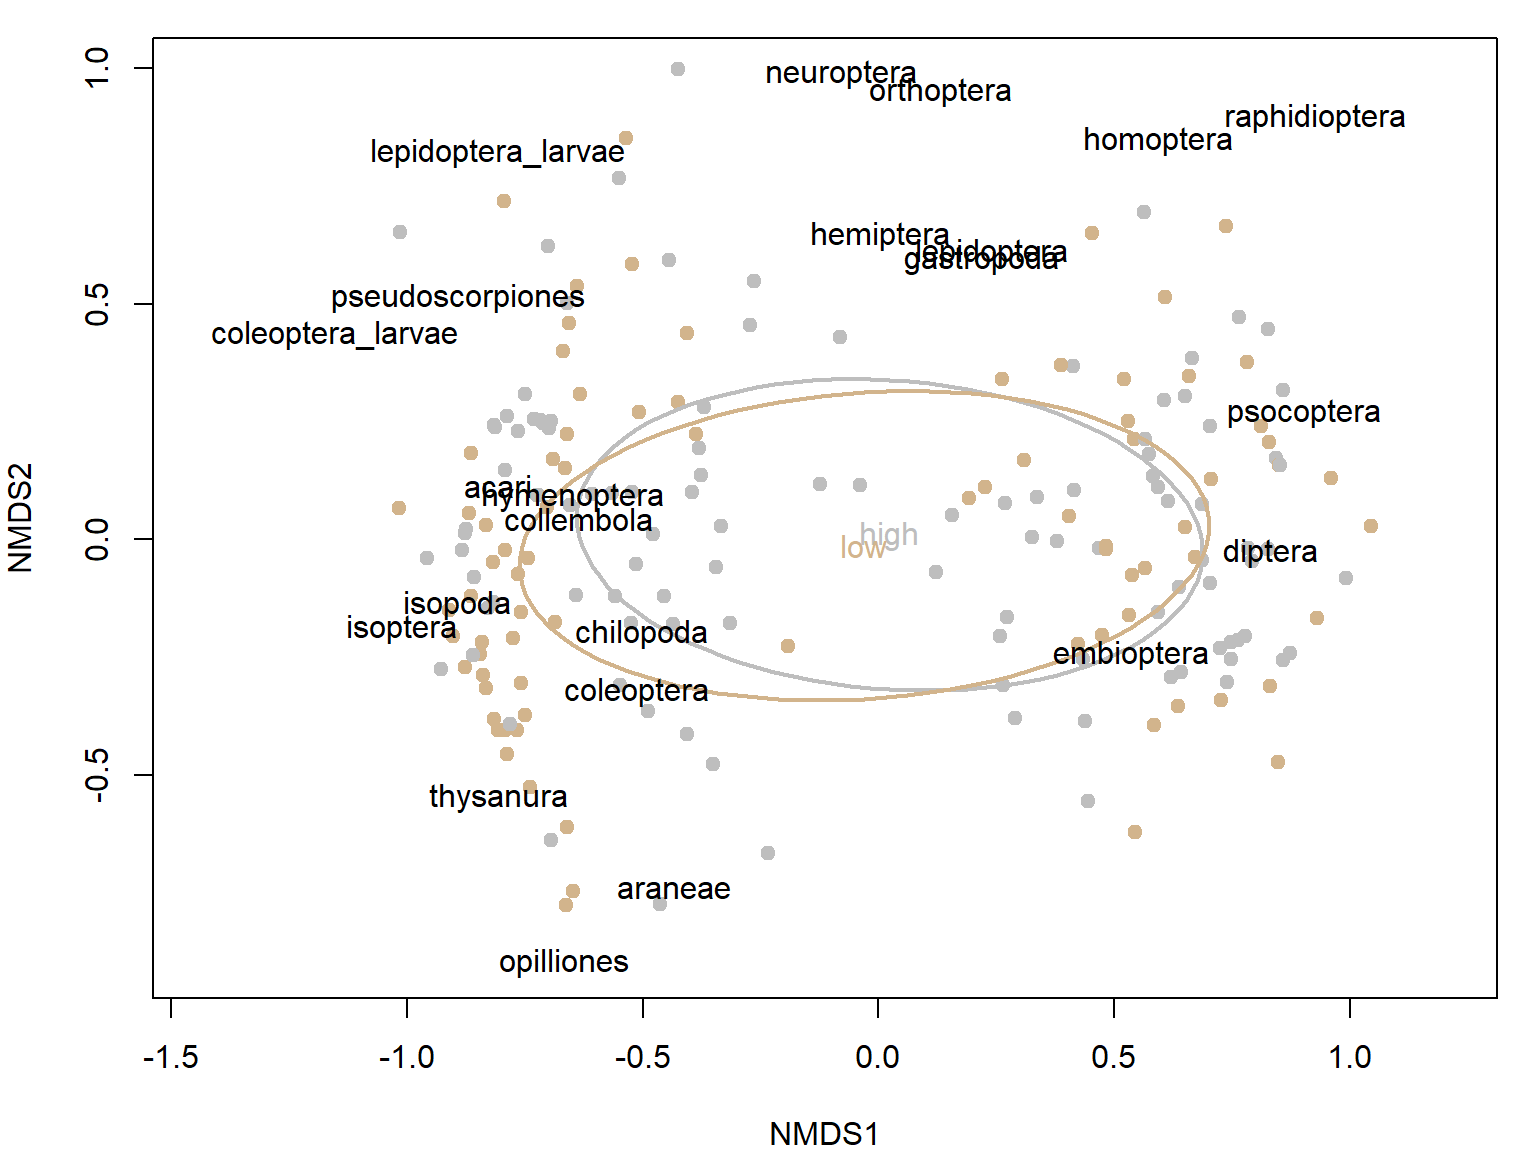 1.0
neuroptera
orthoptera
raphidioptera
homoptera
lepidoptera_larvae
hemiptera
lepidoptera
gastropoda
0.5
pseudoscorpiones
coleoptera_larvae
psocoptera
acari
hymenoptera
collembola
NMDS2
0.0
high
low
diptera
isopoda
isoptera
chilopoda
embioptera
coleoptera
-0.5
thysanura
araneae
opilliones
-1.5 -1.0 -0.5 0.0 0.5 1.0
NMDS1